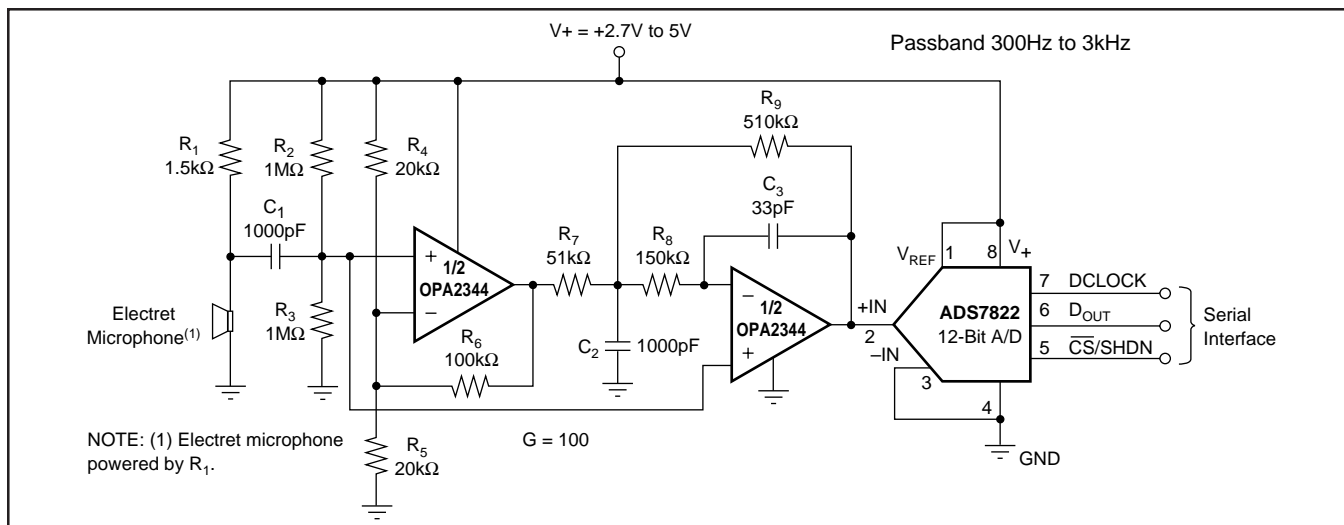 V+ = +2.7V to 5V
Passband 300Hz to 3kHz
R9
510kΩ
R1
1.5kΩ
R2
1MΩ
R4
20kΩ
C3
33pF
C1
1000pF
R7
51kΩ
R8
150kΩ
VREF
1
8
V+
+
1/2
OPA2344
−
−
1/2
OPA2344
+
+IN
2
−IN
3
ADS7822
12-Bit A/D
7
DCLOCK
6
DOUT
5
CS/SHDN
Serial
Interface
Electret
Microphone(1)
R3
1MΩ
R6
100kΩ
C2
1000pF
4
NOTE: (1) Electret microphone
powered by R1.
R5
20kΩ
G = 100
GND